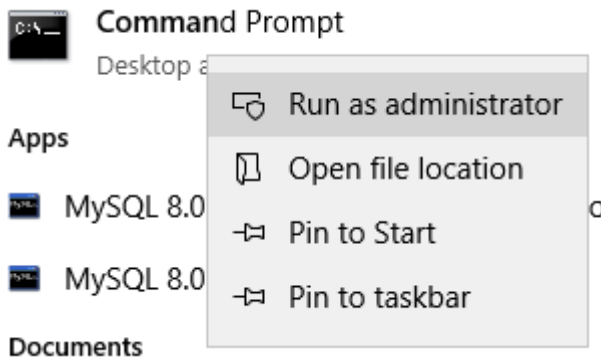 Command Prompt
Desktop
Run as administrator
Apps
Open file location
MySQL 8.0
Pin to Start
MySQL 8.0
Pin to taskbar
Documents